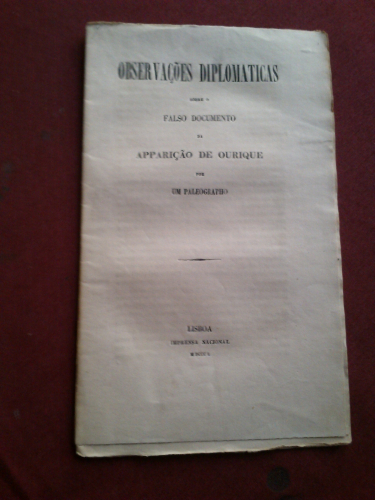 OBSERVAÇÕES DIPLOMATICAS
SOBRE O
FALSO DOCUMENTO
DA
APPARIÇÃO DE OURIQUE
POR
UM PALEOGRAPHO
LISBOA
IMPRENSA NACIONAL